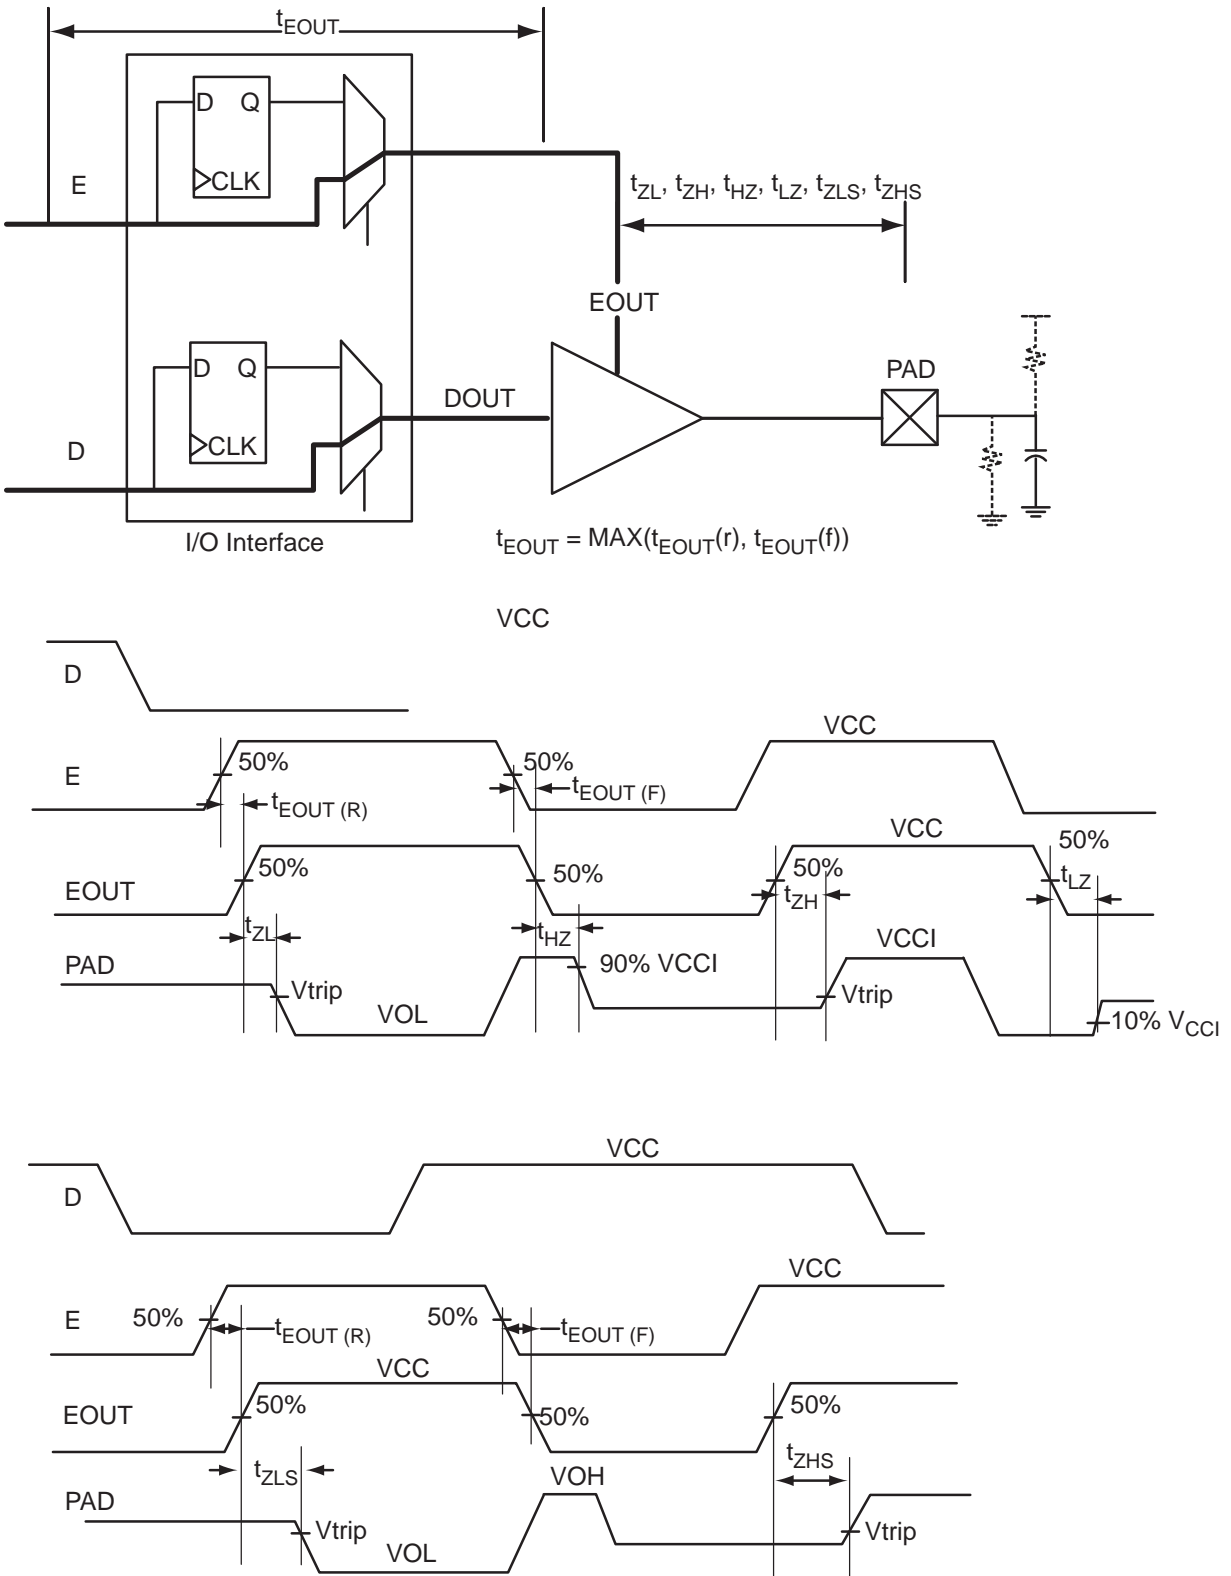 tEOUT
D Q
CLK
E
tZL, tZH, tHZ, tLZ, tZLS, tZHS
EOUT
D Q
CLK
DOUT
PAD
D
I/O Interface
tEOUT = MAX(tEOUT(r), tEOUT(f))
VCC
D
VCC
E
50%
50%
tEOUT (R)
tEOUT (F)
VCC
50%
EOUT
50%
50%
50%
tZH
tLZ
tZL
tHZ
VCCI
PAD
90% VCCI
Vtrip
Vtrip
VOL
10% VCCI
VCC
D
VCC
E
50%
50%
tEOUT (R)
tEOUT (F)
VCC
EOUT
50%
50%
50%
tZLS
tZHS
VOH
PAD
Vtrip
Vtrip
VOL